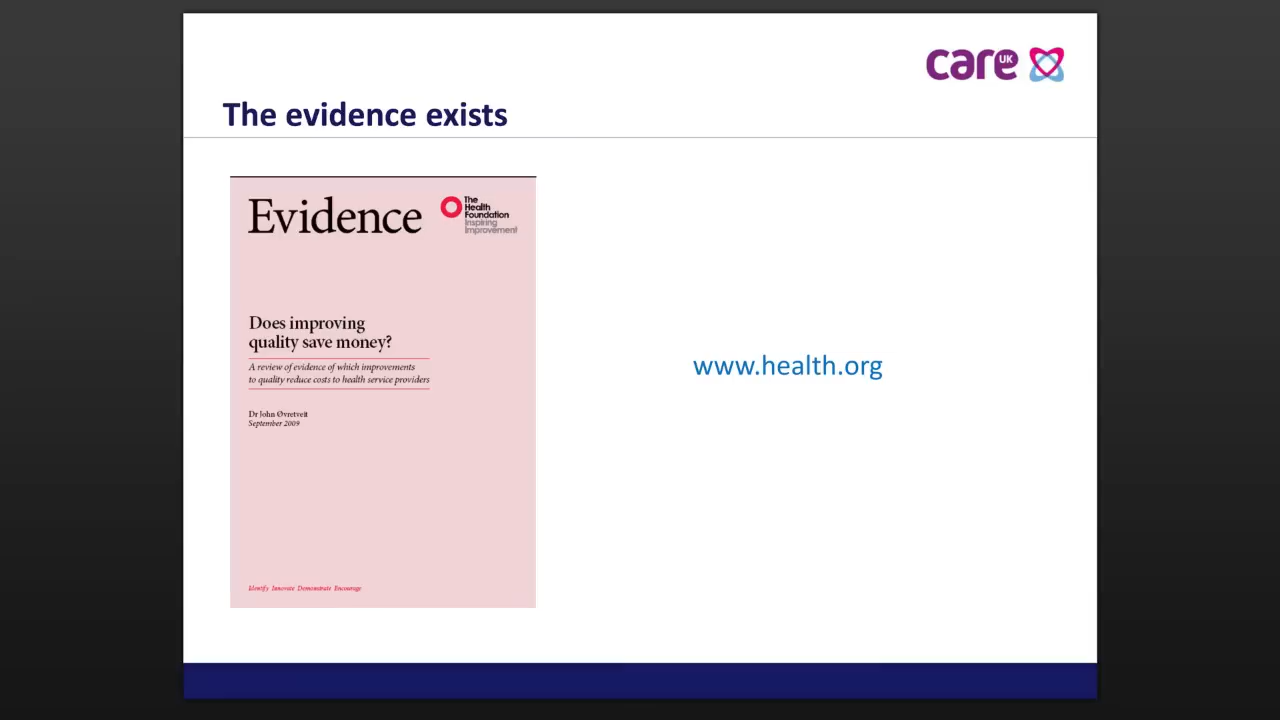 care UK
The evidence exists
Evidence
The
Health
Foundation
Inspiring
Improvement
Does improving
quality save money?
A review of evidence of which improvements
to quality reduce costs to health service providers
Dr John Øvretveit
September 2009
Identify Innovate Demonstrate Encourage
www.health.org